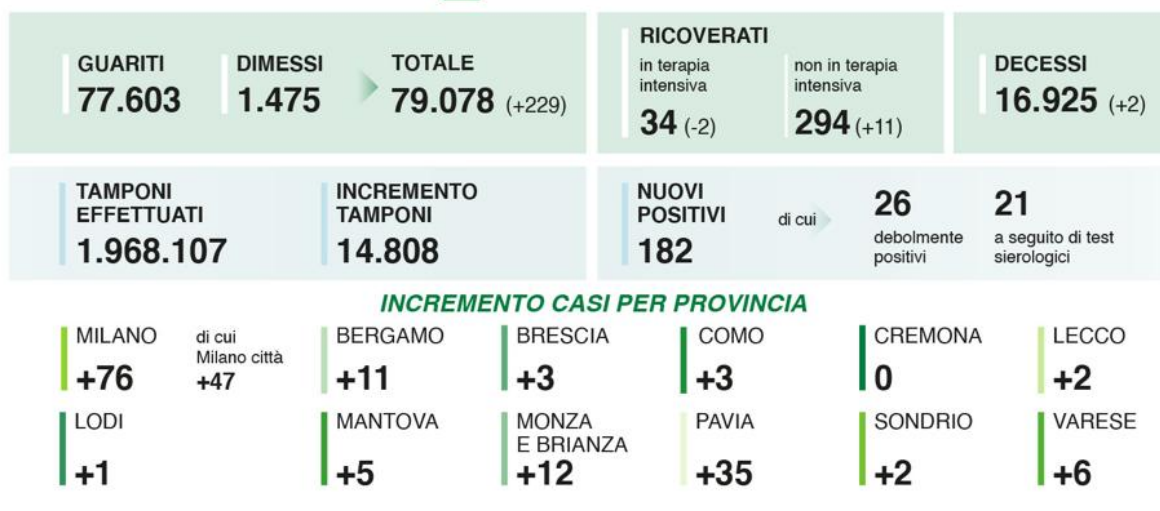 GUARITI
77.603
DIMESSI
1.475
TOTALE
79.078 (+229)
RICOVERATI
in terapia
intensiva
34 (-2)
non in terapia
intensiva
294 (+11)
DECESSI
16.925 (+2)
TAMPONI
EFFETTUATI
1.968.107
INCREMENTO
TAMPONI
14.808
NUOVI
POSITIVI
182
di cui
26
debolmente
positivi
21
a seguito di test
sierologici
INCREMENTO CASI PER PROVINCIA
MILANO
+76
di cui
Milano città
+47
BERGAMO
+11
BRESCIA
+3
COMO
+3
CREMONA
0
LECCO
+2
LODI
+1
MANTOVA
+5
MONZA
E BRIANZA
+12
PAVIA
+35
SONDRIO
+2
VARESE
+6